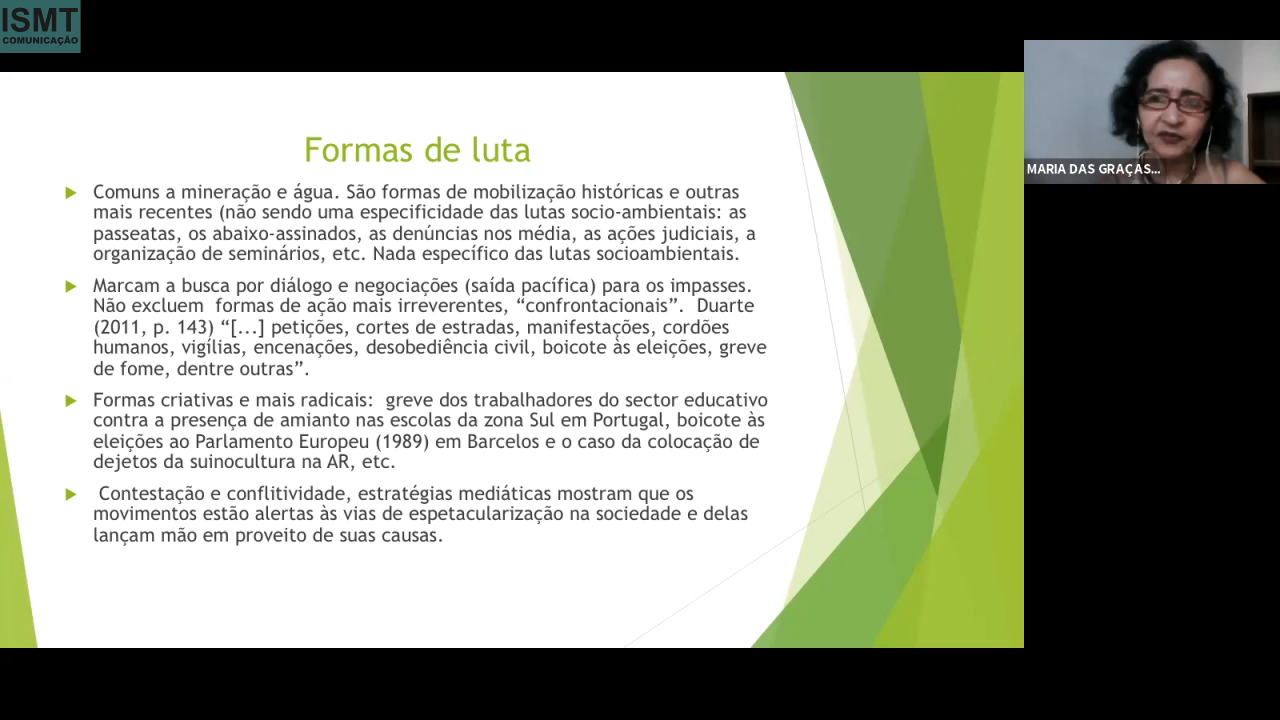 ISMT
COMUNICAÇÃO
MARIA DAS GRAÇAS...
Formas de luta
Comuns a mineração e água. São formas de mobilização históricas e outras
mais recentes (não sendo uma especificidade das lutas socio-ambientais: as
passeatas, os abaixo-assinados, as denúncias nos média, as ações judiciais, a
organização de seminários, etc. Nada específico das lutas socioambientais.
Marcam a busca por diálogo e negociações (saída pacífica) para os impasses.
Não excluem  formas de ação mais irreverentes, “confrontacionais”.  Duarte
(2011, p. 143) “[...] petições, cortes de estradas, manifestações, cordões
humanos, vigílias, encenações, desobediência civil, boicote às eleições, greve
de fome, dentre outras”.
Formas criativas e mais radicais:  greve dos trabalhadores do sector educativo
contra a presença de amianto nas escolas da zona Sul em Portugal, boicote às
eleições ao Parlamento Europeu (1989) em Barcelos e o caso da colocação de
dejetos da suinocultura na AR, etc.
Contestação e conflitividade, estratégias mediáticas mostram que os
movimentos estão alertas às vias de espetacularização na sociedade e delas
lançam mão em proveito de suas causas.